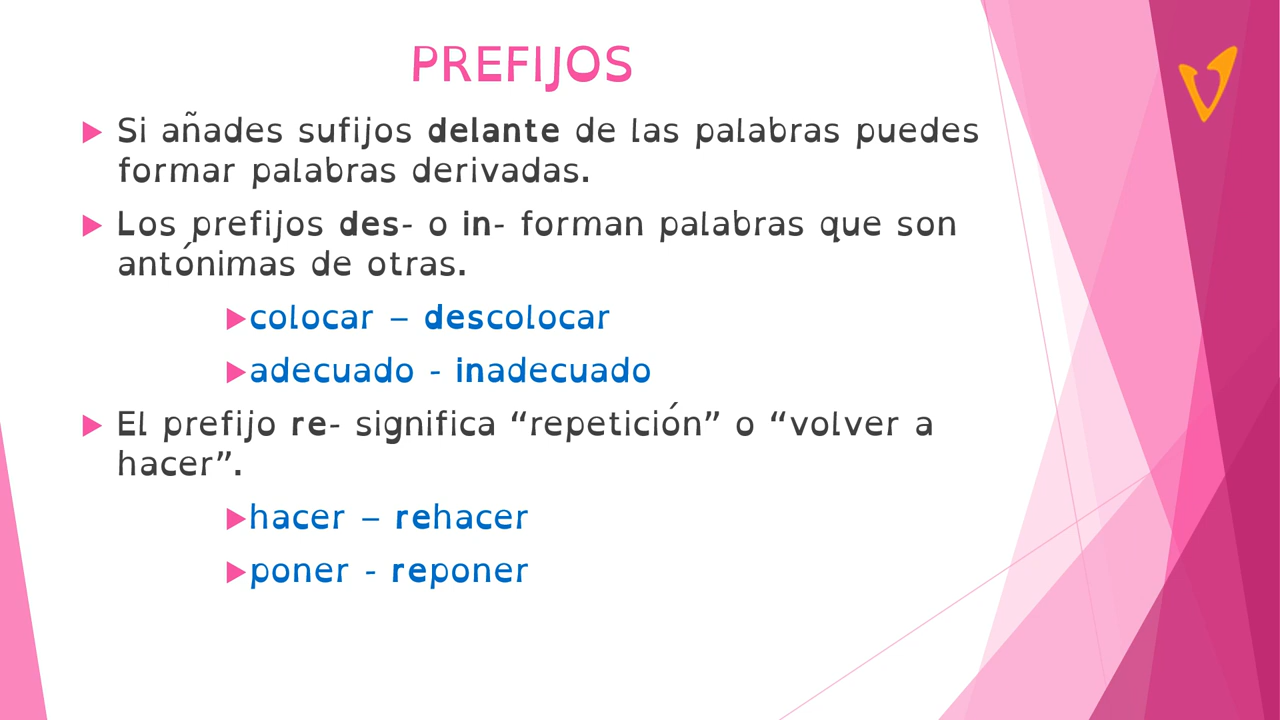 PREFIJOS
Si añades sufijos delante de las palabras puedes
formar palabras derivadas.
Los prefijos des- o in- forman palabras que son
antónimas de otras.
colocar – descolocar
adecuado - inadecuado
El prefijo re- significa “repetición” o “volver a
hacer”.
hacer – rehacer
poner - reponer